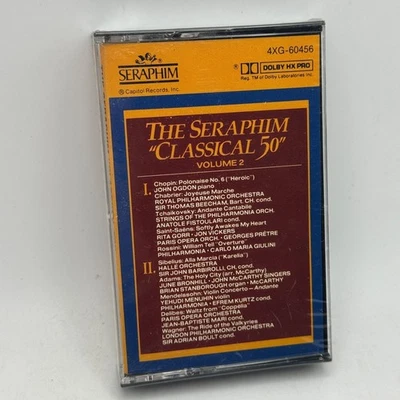 SERAPHIM
℗ Capitol Records, Inc.
4XG-60456
DOLBY HX PRO
Reg. TM of Dolby Laboratories Inc.
THE SERAPHIM
"CLASSICAL 50"
VOLUME 2
I.
Chopin: Polonaise No. 6 ("Heroic")
JOHN OGDON piano
Chabrier: Joyeuse Marche
ROYAL PHILHARMONIC ORCHESTRA
SIR THOMAS BEECHAM, Bart. CH, cond.
Tchaikovsky: Andante Cantabile
STRINGS OF THE PHILHARMONIA ORCH.
ANATOLE FISTOULARI cond.
Saint-Saëns: Softly Awakes My Heart
RITA GORR • JON VICKERS
PARIS OPERA ORCH. • GEORGES PRÊTRE
Rossini: William Tell "Overture"
PHILHARMONIA • CARLO MARIA GIULINI
II.
Sibelius: Alla Marcia ("Karelia")
HALLE ORCHESTRA
SIR JOHN BARBIROLLI, CH, cond.
Adams: The Holy City (arr. McCarthy)
JUNE BRONHILL • JOHN McCARTHY SINGERS
BRIAN STANBOROUGH organ • McCARTHY
Mendelssohn: Violin Concerto – Andante
YEHUDI MENUHIN violin
PHILHARMONIA • EFREM KURTZ cond.
Delibes: Waltz from "Coppélia"
PARIS OPERA ORCHESTRA
JEAN-BAPTISTE MARI cond.
Wagner: The Ride of the Valkyries
LONDON PHILHARMONIC ORCHESTRA
SIR ADRIAN BOULT cond.